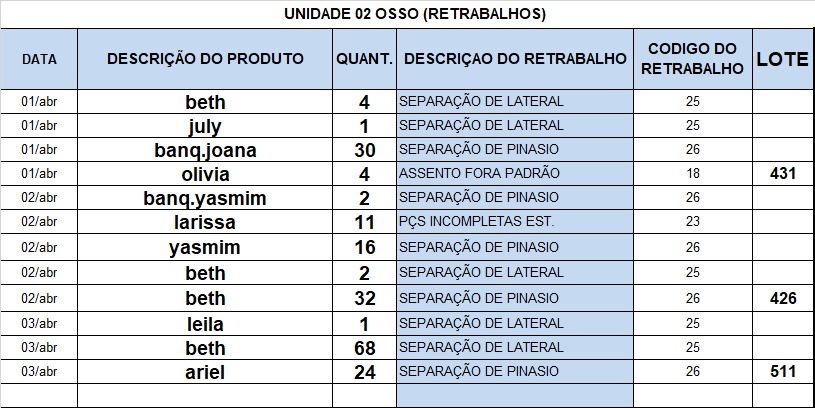 UNIDADE 02 OSSO (RETRABALHOS)
DATA DESCRIÇÃO DO PRODUTO QUANT. DESCRIÇAO DO RETRABALHO CODIGO DO RETRABALHO LOTE
01/abr beth 4 SEPARAÇÃO DE LATERAL 25
01/abr july 1 SEPARAÇÃO DE LATERAL 25
01/abr banq.joana 30 SEPARAÇÃO DE PINASIO 26
01/abr olivia 4 ASSENTO FORA PADRÃO 18 431
02/abr banq.yasmim 2 SEPARAÇÃO DE PINASIO 26
02/abr larissa 11 PÇS INCOMPLETAS EST. 23
02/abr yasmim 16 SEPARAÇÃO DE PINASIO 26
02/abr beth 2 SEPARAÇÃO DE LATERAL 25
02/abr beth 32 SEPARAÇÃO DE PINASIO 26 426
03/abr leila 1 SEPARAÇÃO DE LATERAL 25
03/abr beth 68 SEPARAÇÃO DE LATERAL 25
03/abr ariel 24 SEPARAÇÃO DE PINASIO 26 511